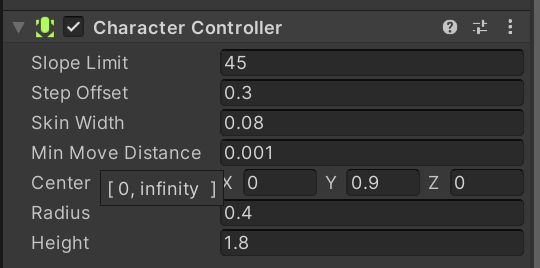 Character Controller
Slope Limit 45
Step Offset 0.3
Skin Width 0.08
Min Move Distance 0.001
Center [ 0, infinity ] X 0 Y 0.9 Z 0
Radius 0.4
Height 1.8